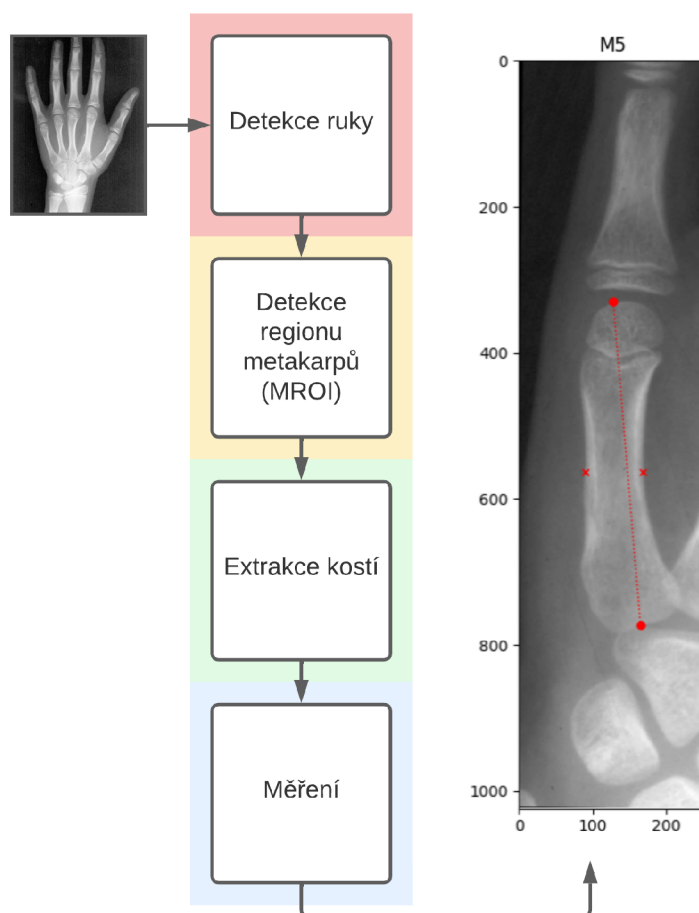 Detekce ruky
Detekce
regionu
metakarpů
(MROI)
Extrakce kostí
Měření
M5
0
200
400
600
800
1000
0
100
200